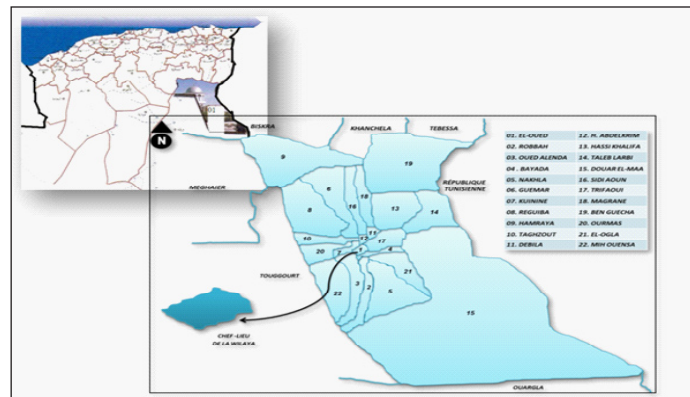 01
N
BISKRA
KHANCHELA
TEBESSA
MEGHAIER
RÉPUBLIQUE
TUNISIENNE
TOUGGOURT
OUARGLA
CHEF-LIEU
DE LA WILAYA
9
19
6
18
16
8
13
14
11
10
12
17
20
7
1
4
21
3
2
22
15
01. EL-OUED
02. ROBBAH
03. OUED ALENDA
04. BAYADA
05. NAKHLA
06. GUEMAR
07. KUININE
08. REGUIBA
09. HAMRAYA
10. TAGHZOUT
11. DEBILA
12. H. ABDELKRIM
13. HASSI KHALIFA
14. TALEB LARBI
15. DOUAR EL-MAA
16. SIDI AOUN
17. TRIFAOUI
18. MAGRANE
19. BEN GUECHA
20. OURMAS
21. EL-OGLA
22. MIH OUENSA